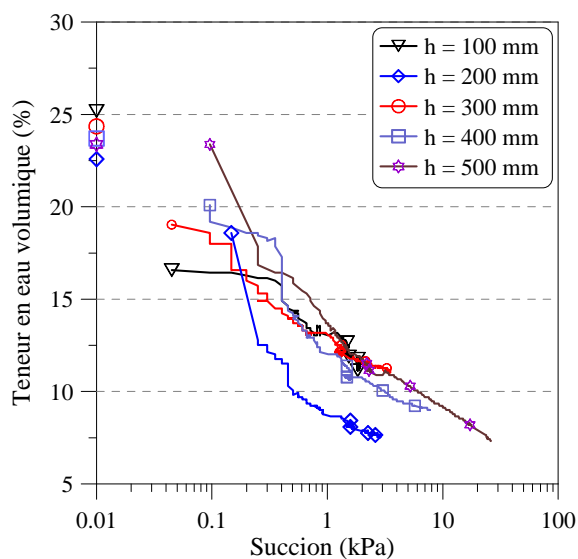 30
25
20
15
10
5
Teneur en eau volumique (%)
h = 100 mm
h = 200 mm
h = 300 mm
h = 400 mm
h = 500 mm
0.01
0.1
1
10
100
Succion (kPa)